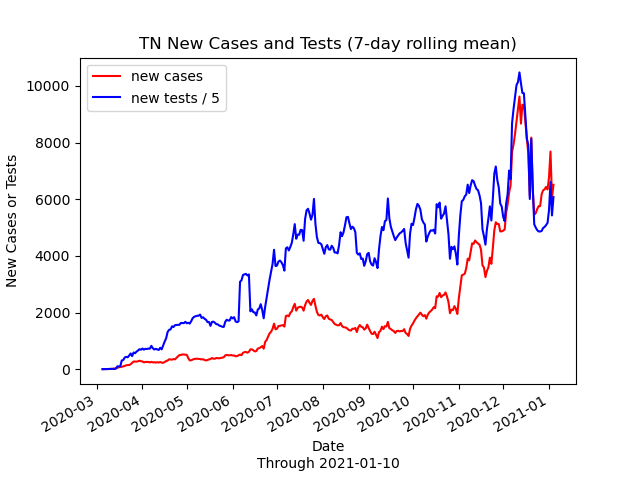 TN New Cases and Tests (7-day rolling mean)
new cases
new tests / 5
New Cases or Tests
10000
8000
6000
4000
2000
0
2020-03
2020-04
2020-05
2020-06
2020-07
2020-08
2020-09
2020-10
2020-11
2020-12
2021-01
Date
Through 2021-01-10